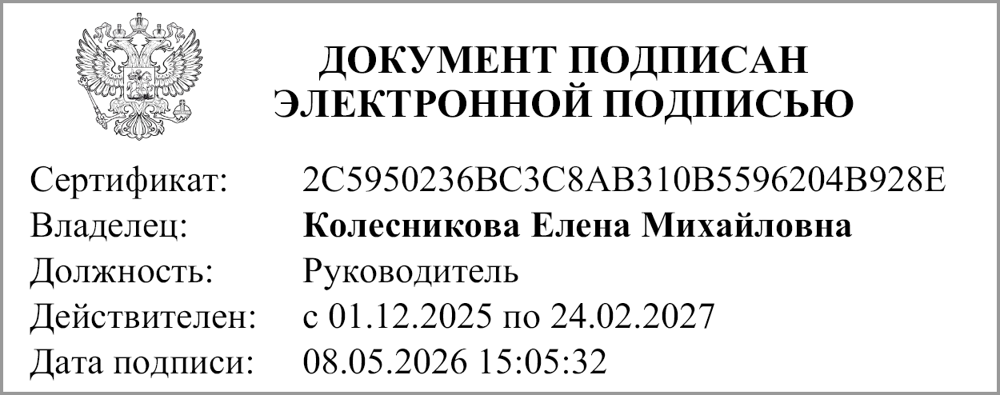 ДОКУМЕНТ ПОДПИСАН
ЭЛЕКТРОННОЙ ПОДПИСЬЮ
Сертификат: 2C5950236BC3C8AB310B5596204B928E
Владелец: Колесникова Елена Михайловна
Должность: Руководитель
Действителен: с 01.12.2025 по 24.02.2027
Дата подписи: 08.05.2026 15:05:32